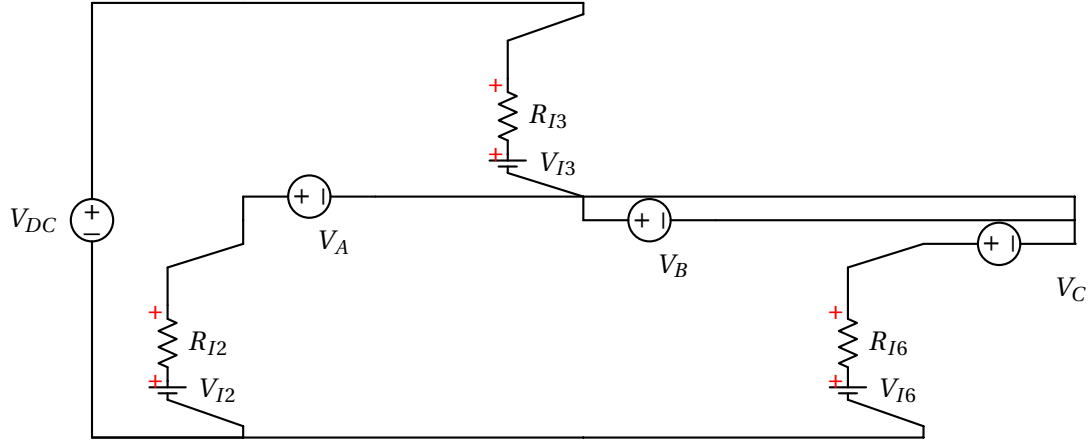 +
R_{I3}
+
V_{I3}
+
−
V_{DC}
+ −
V_A
+ −
V_B
+ −
V_C
+
R_{I2}
+
V_{I2}
+
R_{I6}
+
V_{I6}